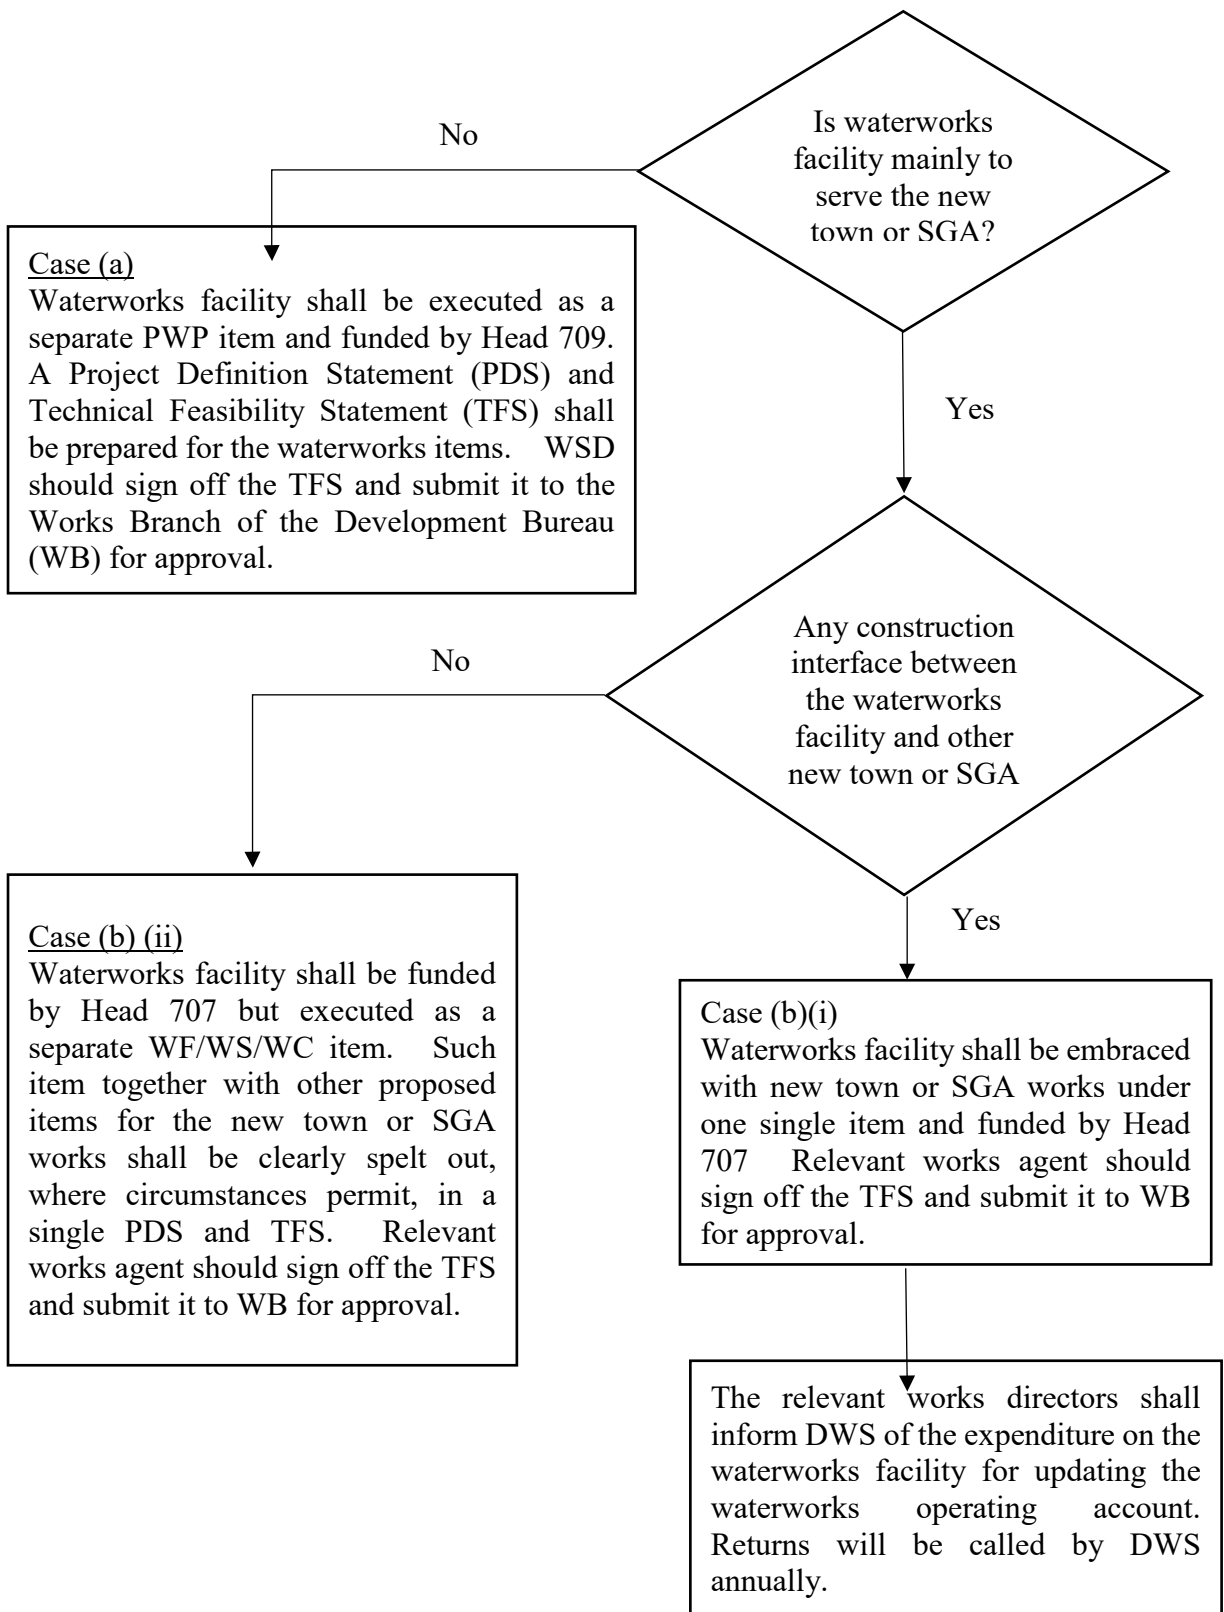 Is waterworks
facility mainly to
serve the new
town or SGA?
No
Case (a)
Waterworks facility shall be executed as a
separate PWP item and funded by Head 709.
A Project Definition Statement (PDS) and
Technical Feasibility Statement (TFS) shall
be prepared for the waterworks items. WSD
should sign off the TFS and submit it to the
Works Branch of the Development Bureau
(WB) for approval.
Yes
Any construction
interface between
the waterworks
facility and other
new town or SGA
No
Case (b) (ii)
Waterworks facility shall be funded
by Head 707 but executed as a
separate WF/WS/WC item. Such
item together with other proposed
items for the new town or SGA
works shall be clearly spelt out,
where circumstances permit, in a
single PDS and TFS. Relevant
works agent should sign off the TFS
and submit it to WB for approval.
Yes
Case (b)(i)
Waterworks facility shall be embraced
with new town or SGA works under
one single item and funded by Head
707 Relevant works agent should
sign off the TFS and submit it to WB
for approval.
The relevant works directors shall
inform DWS of the expenditure on the
waterworks facility for updating the
waterworks operating account.
Returns will be called by DWS
annually.